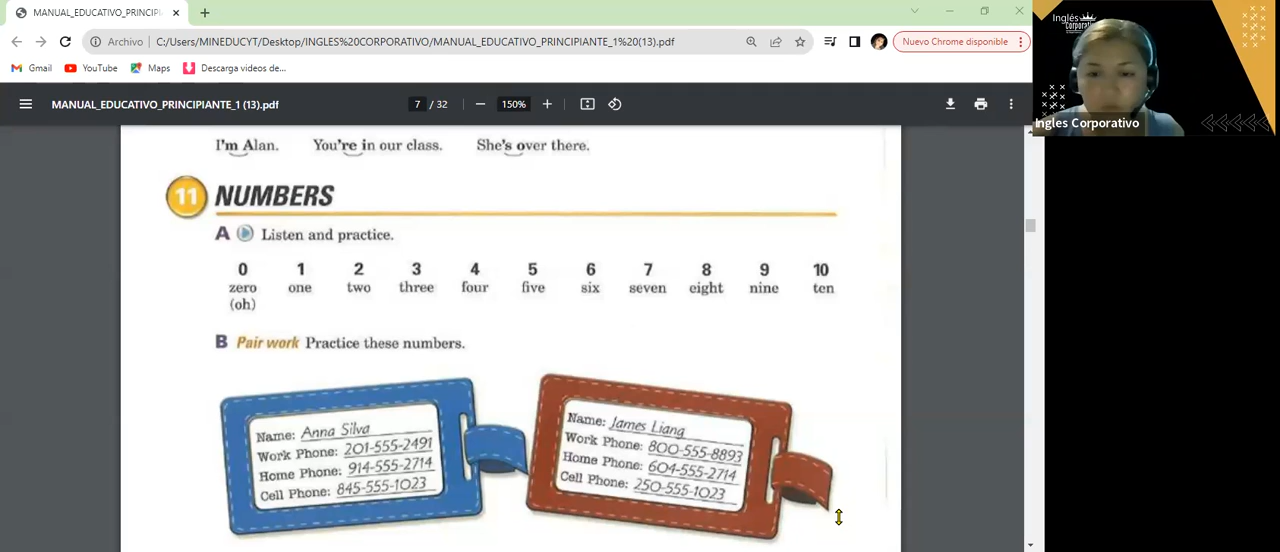 MANUAL_EDUCATIVO_PRINCIPI
Archivo
C:/Users/MINEDUCYT/Desktop/INGLES%20CORPORATIVO/MANUAL_EDUCATIVO_PRINCIPIANTE_1%20(13).pdf
Nuevo Chrome disponible
Gmail
YouTube
Maps
Descarga videos de...
MANUAL_EDUCATIVO_PRINCIPIANTE_1 (13).pdf
7 / 32
150%
Inglés
Corporativo
Ingles Corporativo
I'm Alan. You're in our class. She's over there.
11 NUMBERS
A Listen and practice.
0 1 2 3 4 5 6 7 8 9 10
zero one two three four five six seven eight nine ten
(oh)
B Pair work Practice these numbers.
Name: Anna Silva
Work Phone: 201-555-2491
Home Phone: 914-555-2714
Cell Phone: 845-555-1023
Name: James Liang
Work Phone: 800-555-8893
Home Phone: 604-555-2714
Cell Phone: 250-555-1023